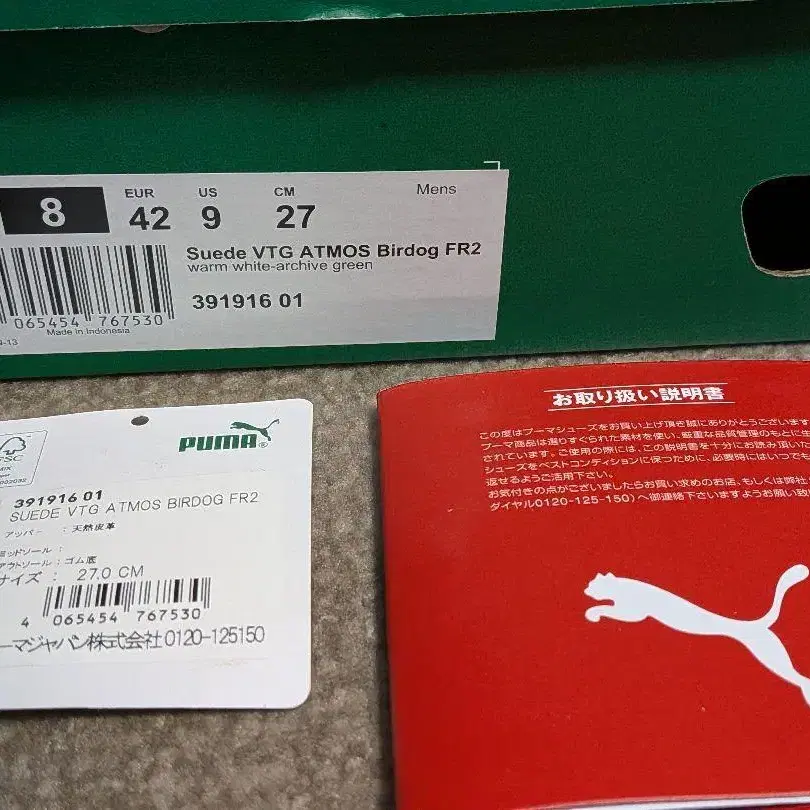 EUR US CM Mens
8 42 9 27
Suede VTG ATMOS Birdog FR2
warm white-archive green
391916 01
065454 767530
Made in Indonesia
PUMA
391916 01
SUEDE VTG ATMOS BIRDOG FR2
アッパー : 天然皮革
ミッドソール :
アウトソール : ゴム底
サイズ : 27.0 CM
4 065454 767530
ーマジャパン株式会社 0120-125150
お取り扱い説明書
この度はプーマシューズをお買い上げ頂き誠にありがとうございます
プーマ商品は選りすぐられた素材を使い、厳重な品質管理のもとに生
されています。ご使用の際には、この説明書を十分にお読み頂いた
シューズをベストコンディションに保つために、必要時にはいつでも
返せるようご活用下さい。
お気付きの点がございましたらお買い求めのお店、もしくは弊社
ダイヤル0120-125-150)へ御連絡下さいますようお願い致